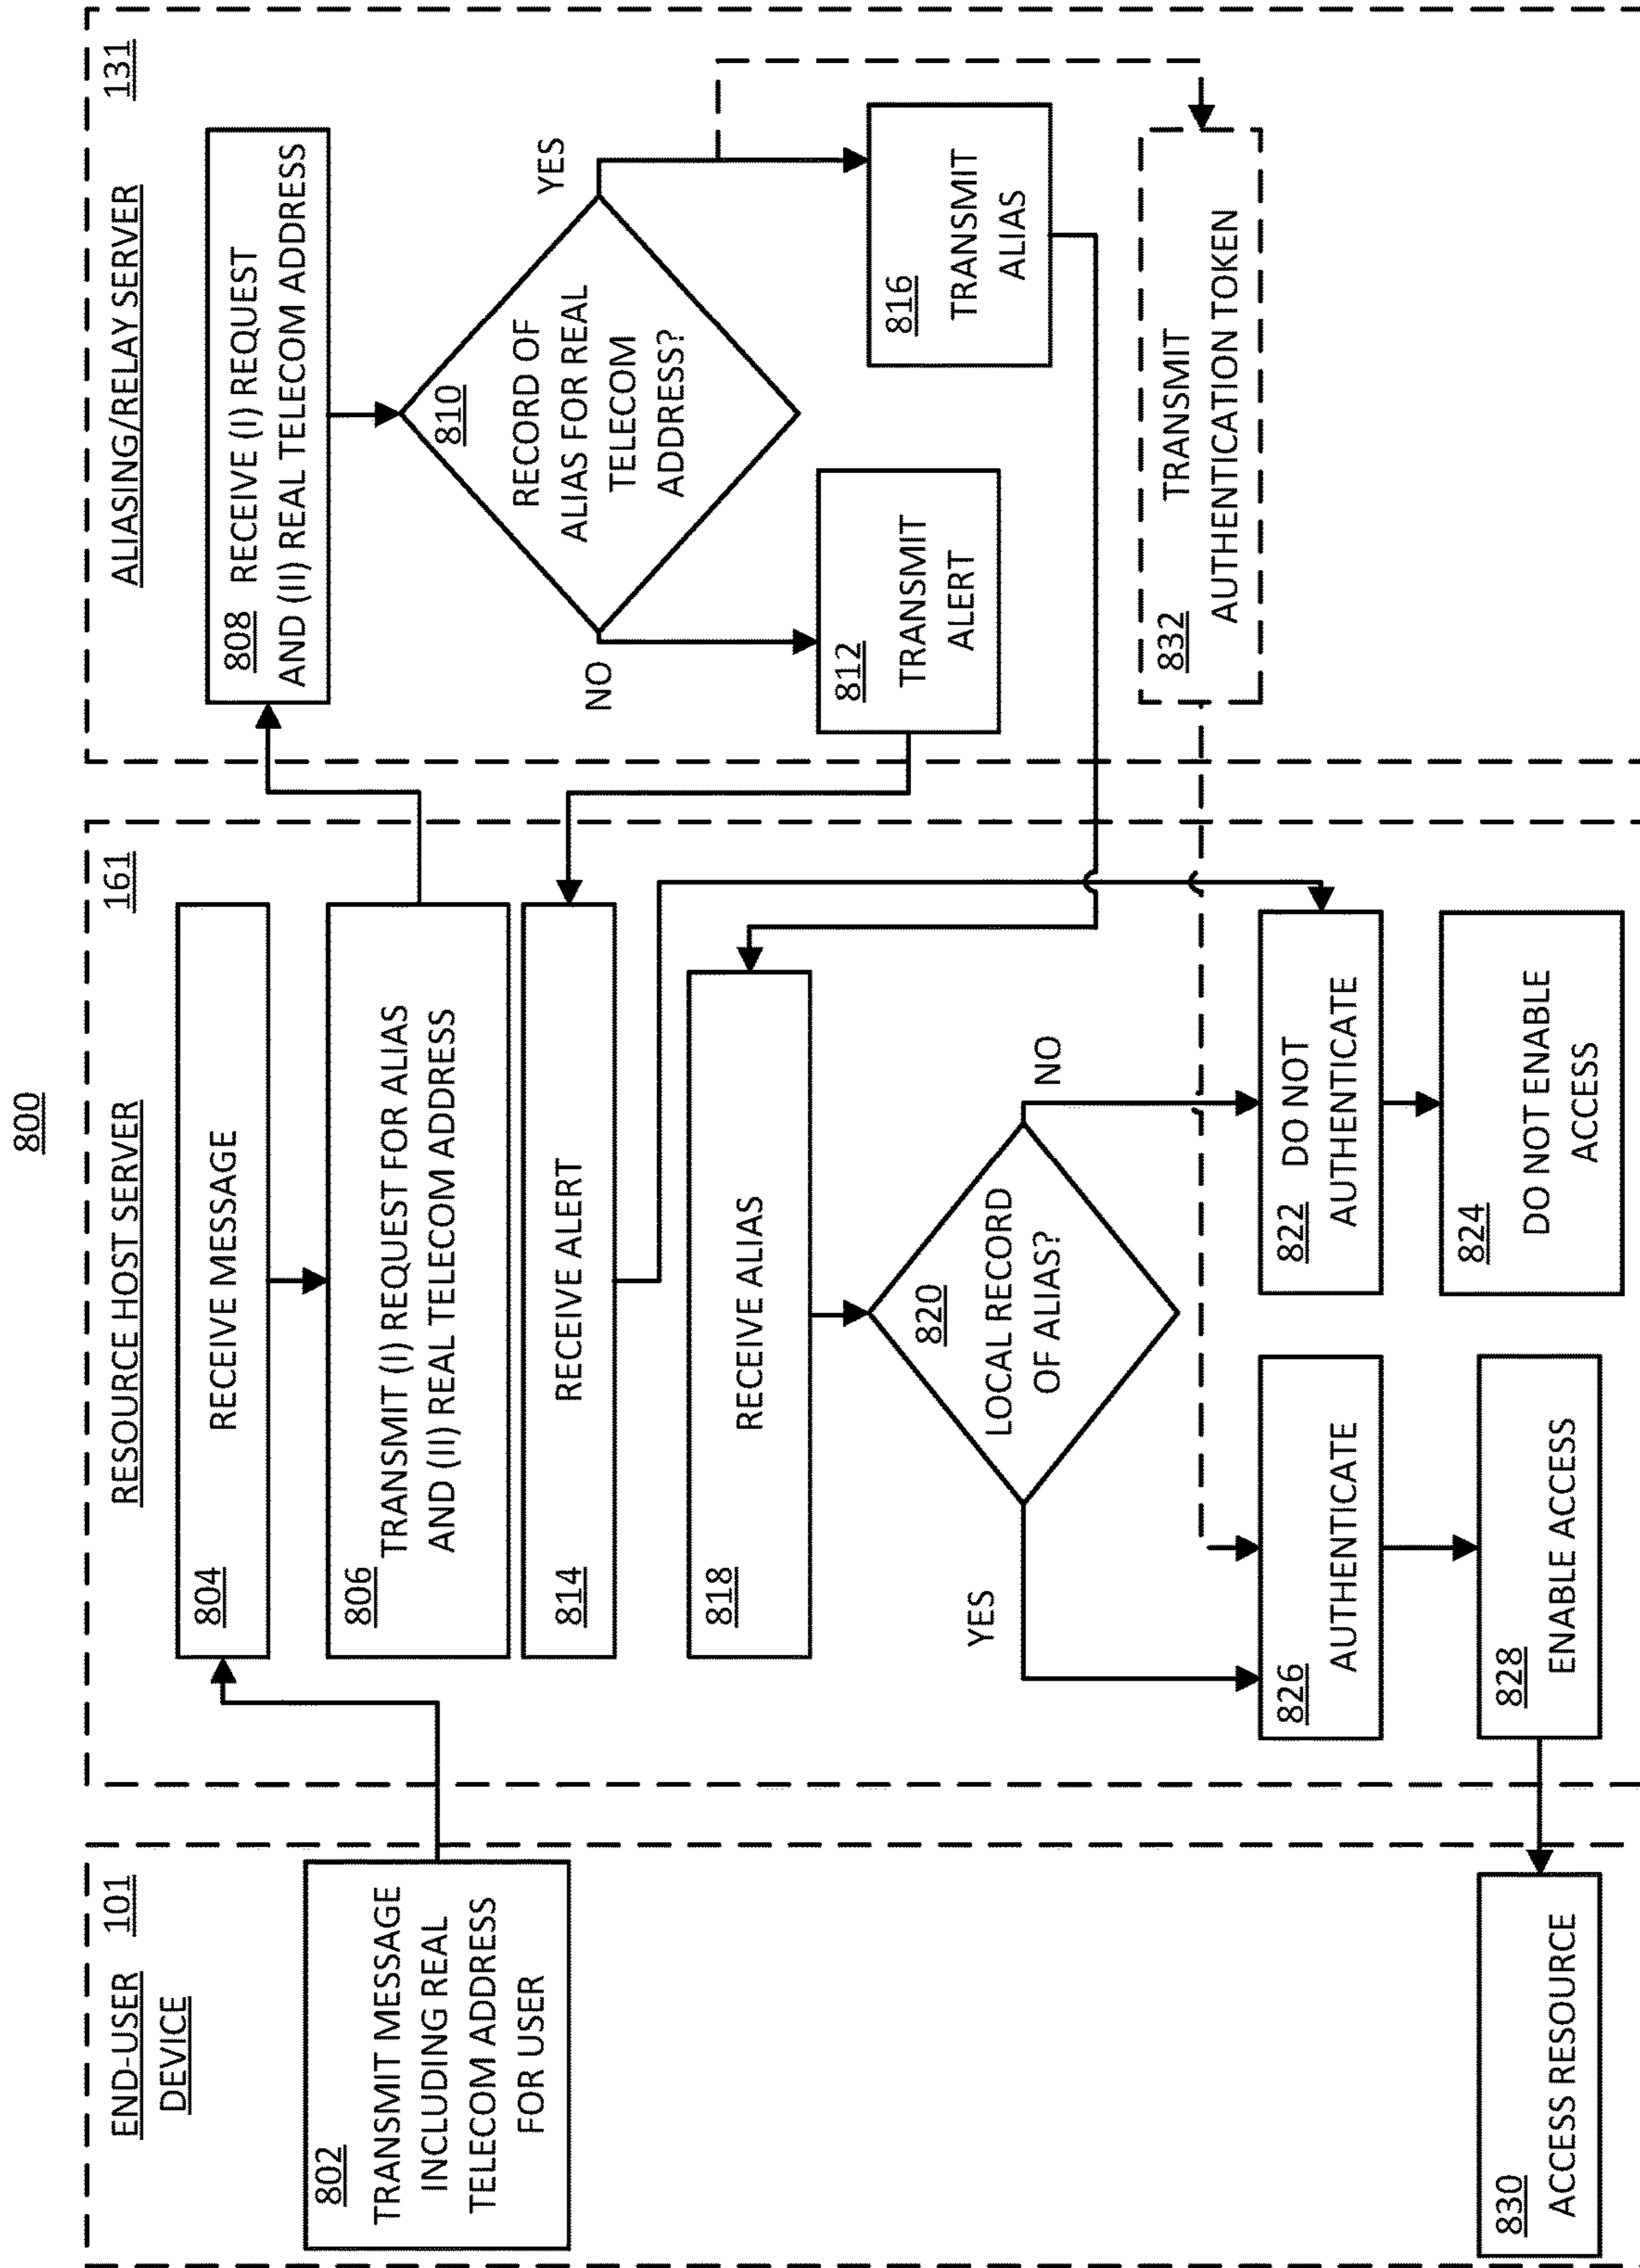 800
END-USER 101
DEVICE
802
TRANSMIT MESSAGE
INCLUDING REAL
TELECOM ADDRESS
FOR USER
830
ACCESS RESOURCE
RESOURCE HOST SERVER 161
804
RECEIVE MESSAGE
806
TRANSMIT (I) REQUEST FOR ALIAS
AND (II) REAL TELECOM ADDRESS
814
RECEIVE ALERT
818
RECEIVE ALIAS
820
LOCAL RECORD
OF ALIAS?
YES
NO
826
AUTHENTICATE
822 DO NOT
AUTHENTICATE
828
ENABLE ACCESS
824
DO NOT ENABLE
ACCESS
ALIASING/RELAY SERVER 131
808 RECEIVE (I) REQUEST
AND (II) REAL TELECOM ADDRESS
810
RECORD OF
ALIAS FOR REAL
TELECOM
ADDRESS?
NO
YES
812
TRANSMIT
ALERT
816
TRANSMIT
ALIAS
832
TRANSMIT
AUTHENTICATION TOKEN